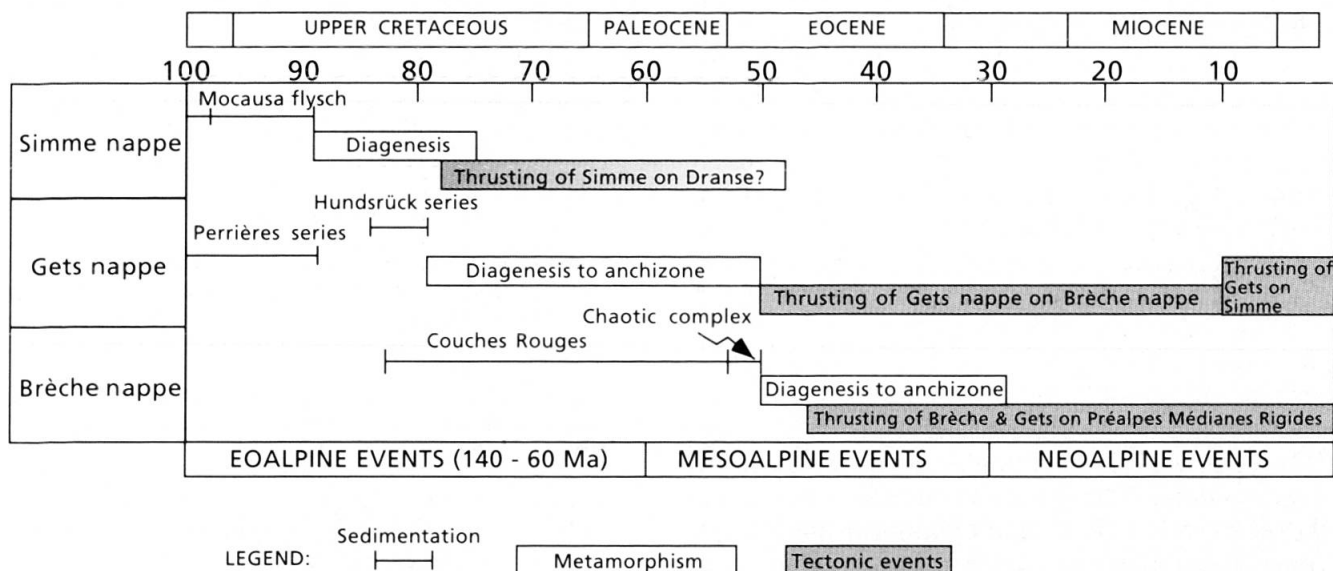 UPPER CRETACEOUS PALEOCENE EOCENE MIOCENE
100 90 80 70 60 50 40 30 20 10
Simme nappe
Mocausa flysch
Diagenesis
Thrusting of Simme on Dranse?
Gets nappe
Hundsrück series
Perrières series
Diagenesis to anchizone
Thrusting of Gets nappe on Brèche nappe
Thrusting of
Gets on
Simme
Brèche nappe
Chaotic complex
Couches Rouges
Diagenesis to anchizone
Thrusting of Brèche & Gets on Préalpes Médianes Rigides
EOALPINE EVENTS (140 - 60 Ma) MESOALPINE EVENTS NEOALPINE EVENTS
LEGEND: Sedimentation Metamorphism Tectonic events